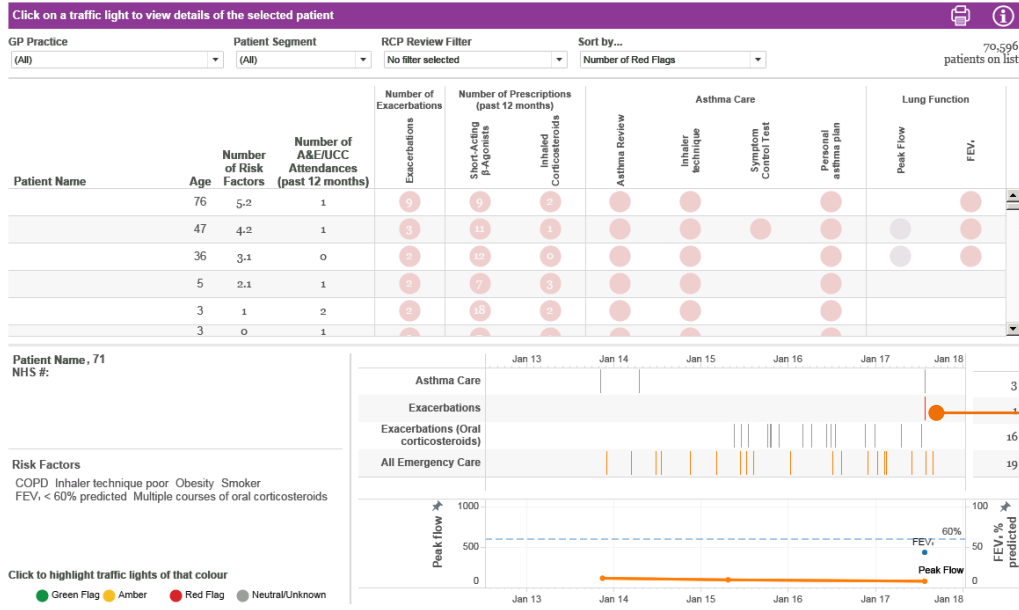 Click on a traffic light to view details of the selected patient
GP Practice Patient Segment RCP Review Filter Sort by...
(All) (All) No filter selected Number of Red Flags
70,596
patients on list
Number of Exacerbations
Number of Prescriptions (past 12 months)
Asthma Care
Lung Function
Patient Name
Age
Number of Risk Factors
Number of A&E/UCC Attendances (past 12 months)
Exacerbations
Short-Acting β-Agonists
Inhaled Corticosteroids
Asthma Review
Inhaler technique
Symptom Control Test
Personal asthma plan
Peak Flow
FEV₁
76 5.2 1 9 9 2
47 4.2 1 3 11 1
36 3.1 0 2 12 0
5 2.1 1 2 7 3
3 1 2 2 18 2
3 0 1
Patient Name, 71
NHS #:
Risk Factors
COPD Inhaler technique poor Obesity Smoker
FEV₁ < 60% predicted Multiple courses of oral corticosteroids
Click to highlight traffic lights of that colour
Green Flag Amber Red Flag Neutral/Unknown
Jan 13 Jan 14 Jan 15 Jan 16 Jan 17 Jan 18
Asthma Care 3
Exacerbations 1
Exacerbations (Oral
corticosteroids) 16
All Emergency Care 19
Peak flow
1000
500
0
100
50
0
FEV₁ %
predicted
60%
FEV₁
Peak Flow
Jan 13 Jan 14 Jan 15 Jan 16 Jan 17 Jan 18